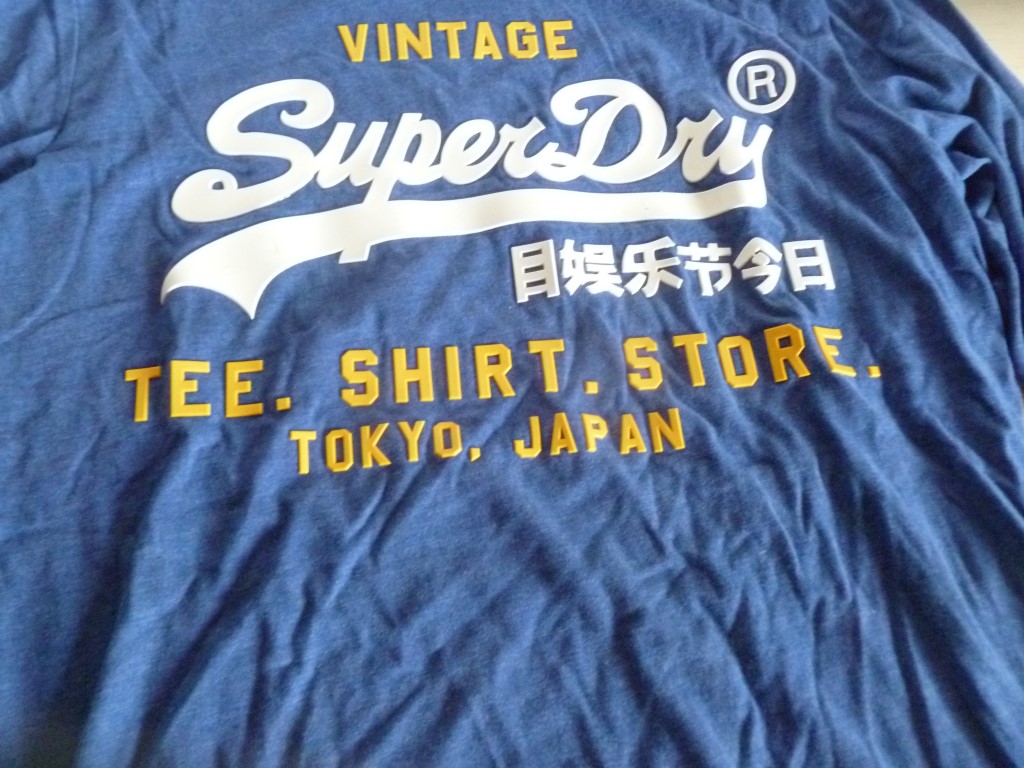 VINTAGE
SuperDry ®
目娱乐节今日
TEE. SHIRT. STORE.
TOKYO, JAPAN